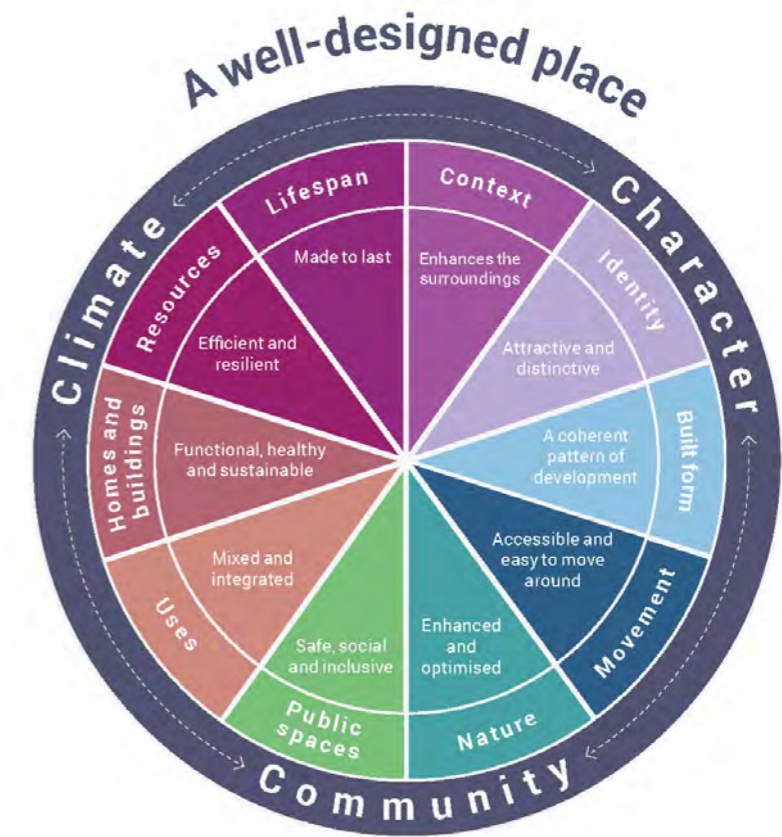 A well-designed place
Climate
Character
Community
Context
Enhances the
surroundings
Identity
Attractive and
distinctive
Built form
A coherent
pattern of
development
Movement
Accessible and
easy to move
around
Nature
Enhanced
and
optimised
Public
spaces
Safe, social
and inclusive
Uses
Mixed and
integrated
Homes and
buildings
Functional, healthy
and sustainable
Resources
Efficient and
resilient
Lifespan
Made to last